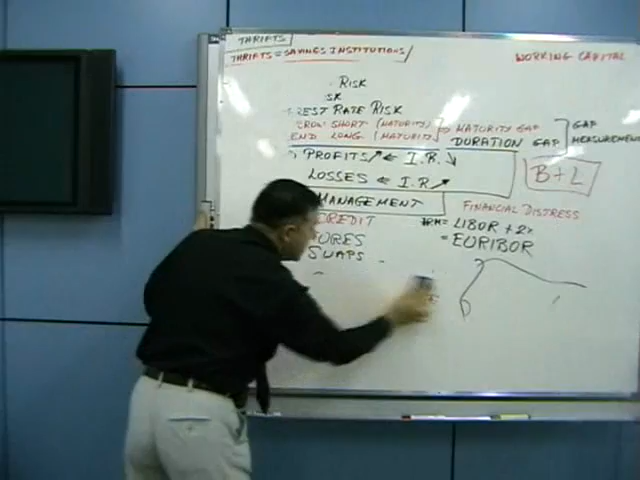 THRIFTS
THRIFTS = SAVINGS INSTITUTIONS
WORKING CAPITAL
RISK
SK
REST RATE RISK
ROW SHORT (MATURITY) MATURITY GAP
END LONG (MATURITY) DURATION GAP
GAP
MEASUREMENT
PROFITS ↗ ← I.R. ↘
LOSSES ← I.R. ↗
B+L
MANAGEMENT
FINANCIAL DISTRESS
CREDIT
= LIBOR + 2%
URES
= EURIBOR
SWAPS